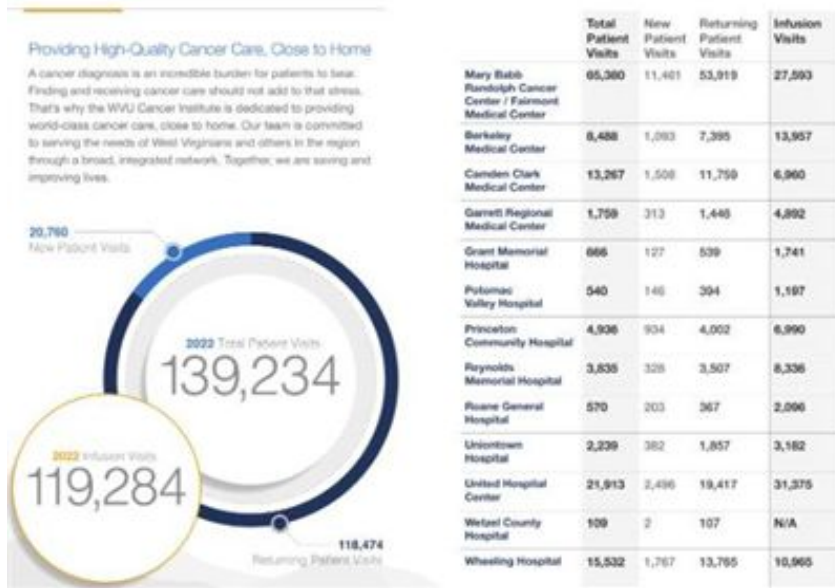 Providing High-Quality Cancer Care, Close to Home
A cancer diagnosis is an incredible burden for patients to bear.
Finding and receiving cancer care should not add to that stress.
That's why the WVU Cancer Institute is dedicated to providing
world-class cancer care, close to home. Our team is committed
to serving the needs of West Virginians and others in the region
through a broad, integrated network. Together, we are saving and
improving lives.
20,760
New Patient Visits
2022 Total Patient Visits
139,234
2022 Infusion Visits
119,284
118,474
Returning Patient Visits
Total Patient Visits New Patient Visits Returning Patient Visits Infusion Visits
Mary Babb Randolph Cancer Center / Fairmont Medical Center 65,380 11,461 53,919 27,593
Berkeley Medical Center 8,488 1,093 7,395 13,957
Camden Clark Medical Center 13,267 1,508 11,759 6,960
Garrett Regional Medical Center 1,759 313 1,446 4,892
Grant Memorial Hospital 666 127 539 1,741
Potomac Valley Hospital 540 146 394 1,197
Princeton Community Hospital 4,936 934 4,002 6,990
Reynolds Memorial Hospital 3,835 328 3,507 8,336
Roane General Hospital 570 203 367 2,096
Uniontown Hospital 2,239 382 1,857 3,182
United Hospital Center 21,913 2,496 19,417 31,375
Wetzel County Hospital 109 2 107 N/A
Wheeling Hospital 15,532 1,767 13,765 10,965